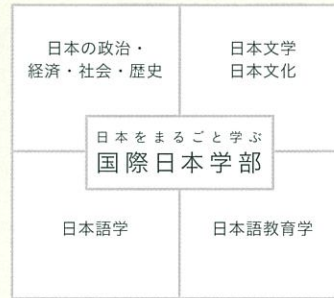 日本の政治・
経済・社会・歴史
日本文学
日本文化
日本をまるごと学ぶ
国際日本学部
日本語学
日本語教育学